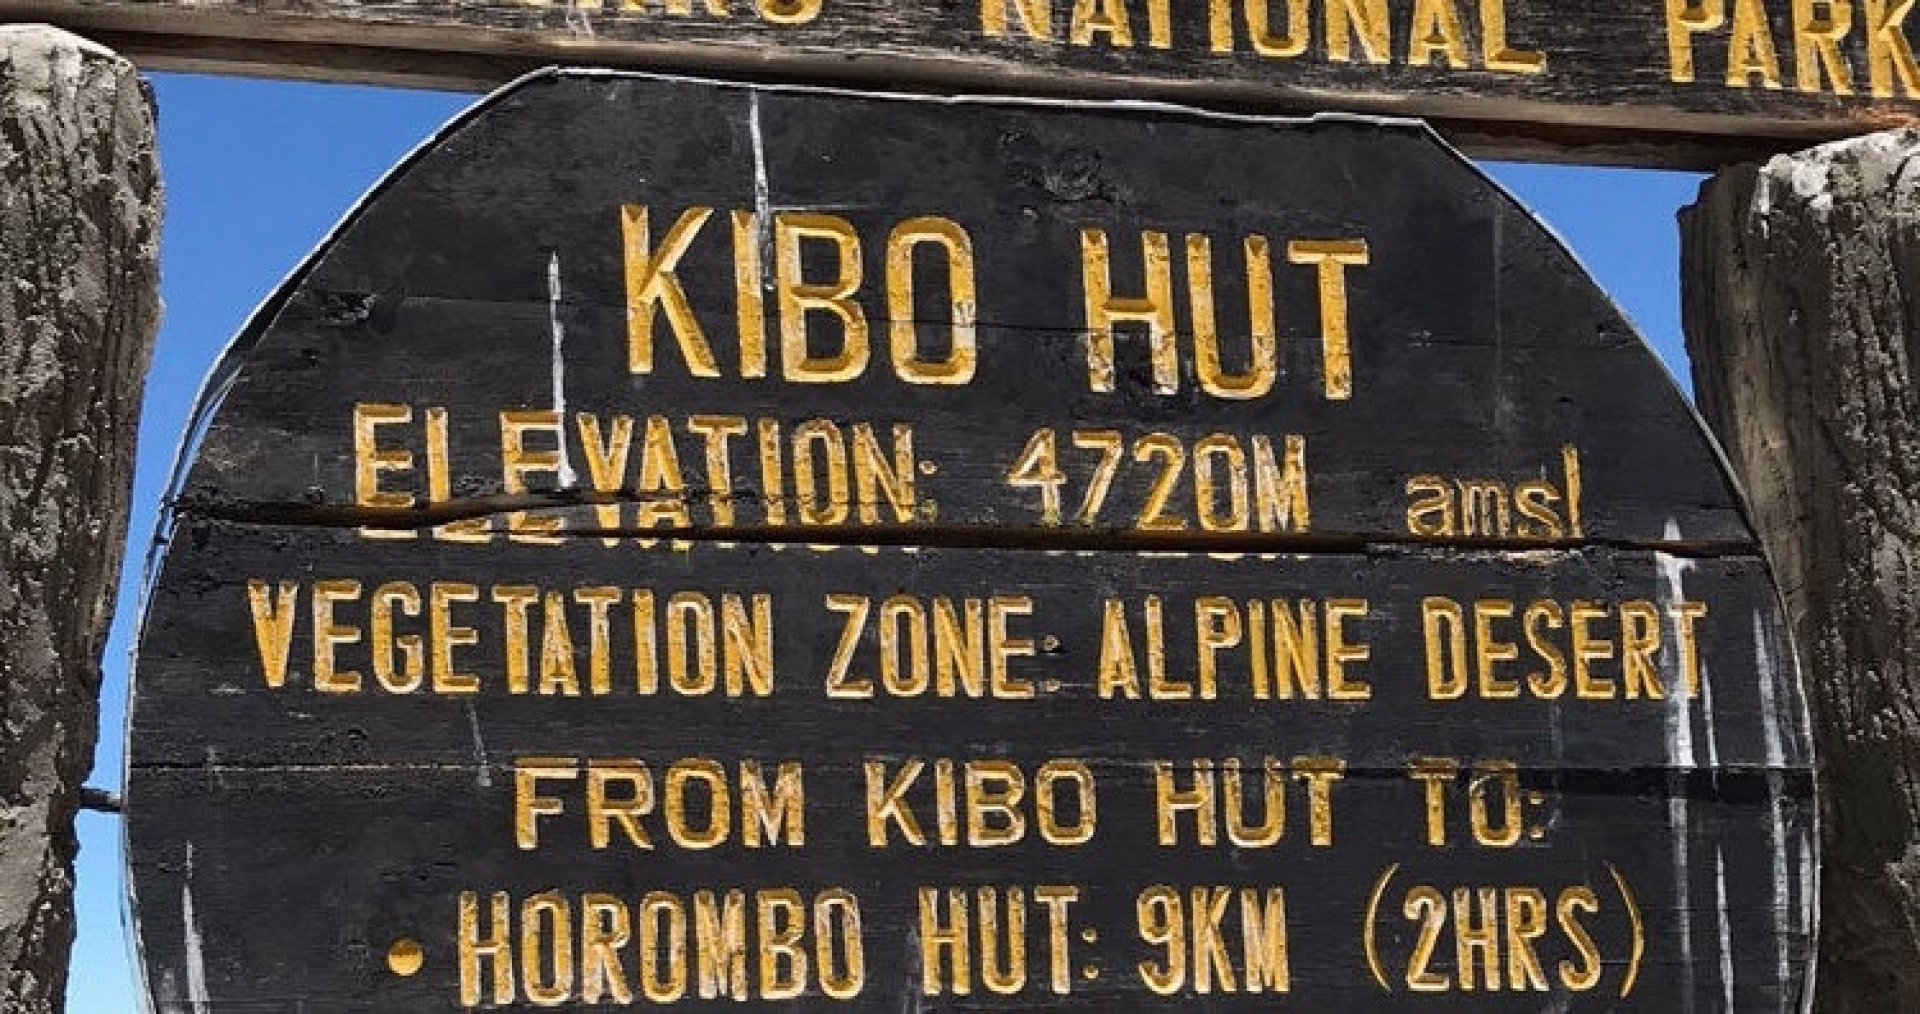 NATIONAL PARK
KIBO HUT
ELEVATION: 4720M amsl
VEGETATION ZONE: ALPINE DESERT
FROM KIBO HUT TO:
• HOROMBO HUT: 9KM (2HRS)